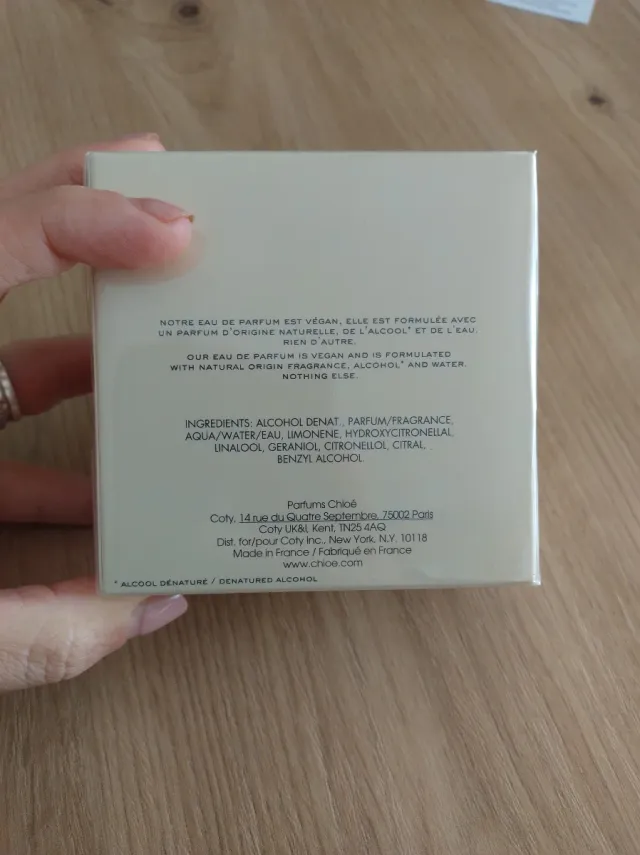 NOTRE EAU DE PARFUM EST VÉGAN, ELLE EST FORMULÉE AVEC
UN PARFUM D'ORIGINE NATURELLE, DE L'ALCOOL* ET DE L'EAU.
RIEN D'AUTRE.
OUR EAU DE PARFUM IS VEGAN AND IS FORMULATED
WITH NATURAL ORIGIN FRAGRANCE, ALCOHOL* AND WATER.
NOTHING ELSE.
INGREDIENTS: ALCOHOL DENAT., PARFUM/FRAGRANCE,
AQUA/WATER/EAU, LIMONENE, HYDROXYCITRONELLAL,
LINALOOL, GERANIOL, CITRONELLOL, CITRAL,
BENZYL ALCOHOL
Parfums Chloé
Coty, 14 rue du Quatre Septembre, 75002 Paris
Coty UK&I, Kent, TN25 4AQ
Dist. for/pour Coty Inc., New York, N.Y. 10118
Made in France / Fabriqué en France
www.chloe.com
* ALCOOL DÉNATURÉ / DENATURED ALCOHOL